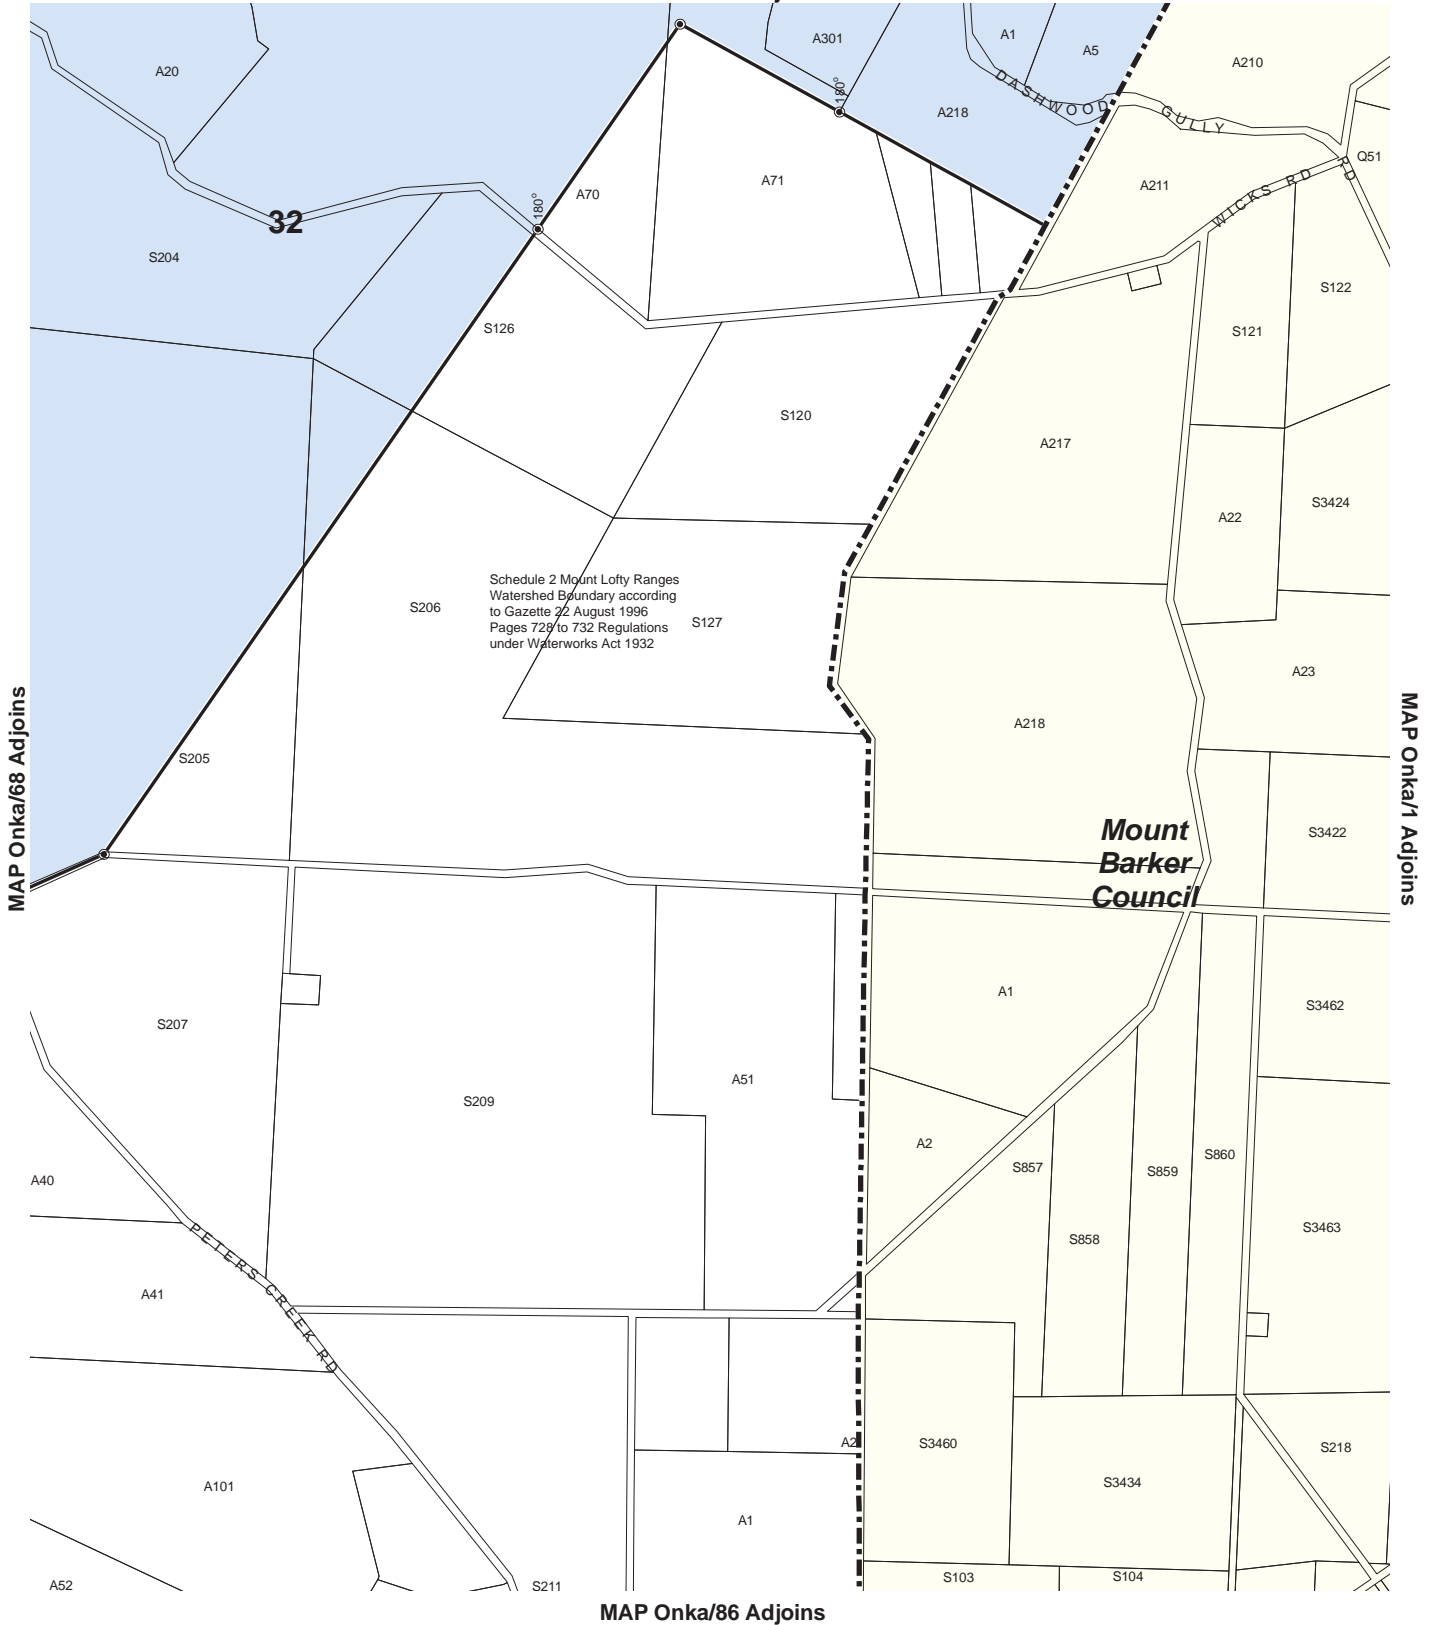 A301
A1
A5
A210
A20
DASHWOOD GULLY RD
180°
A218
Q51
A71
A211
WICKS RD
A70
180°
32
S204
S122
S126
S121
S120
A217
S3424
A22
Schedule 2 Mount Lofty Ranges
Watershed Boundary according
to Gazette 22 August 1996
Pages 728 to 732 Regulations
under Waterworks Act 1932
S206
S127
A23
A218
S205
MAP Onka/68 Adjoins
MAP Onka/1 Adjoins
Mount
Barker
Council
S3422
A1
S3462
S207
A51
S209
A2
S857
S859
S860
A40
S858
S3463
PETERS CREEK RD
A41
A2
S3460
S218
S3434
A101
A1
A52
S211
S103
S104
MAP Onka/86 Adjoins